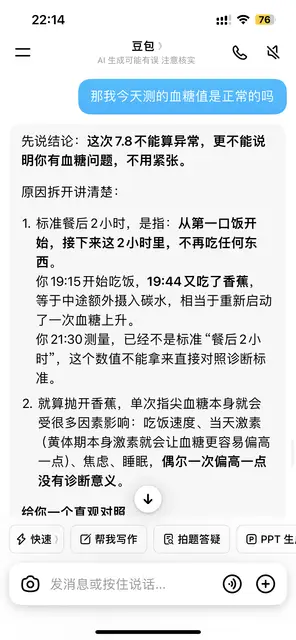 22:14
76
豆包
AI 生成可能有误 注意核实
那我今天测的血糖值是正常的吗
先说结论：这次 7.8 不能算异常，更不能说
明你有血糖问题，不用紧张。
原因拆开讲清楚：
1. 标准餐后 2 小时，是指：从第一口饭开
始，接下来这 2 小时里，不再吃任何东
西。
你 19:15 开始吃饭，19:44 又吃了香蕉，
等于中途额外摄入碳水，相当于重新启动
了一次血糖上升。
你 21:30 测量，已经不是标准“餐后 2 小
时”，这个数值不能拿来直接对照诊断标
准。
2. 就算抛开香蕉，单次指尖血糖本身就会
受很多因素影响：吃饭速度、当天激素
（黄体期本身激素就会让血糖更容易偏高
一点）、焦虑、睡眠，偶尔一次偏高一点
没有诊断意义。
给你一个直观对照
快速
帮我写作
拍题答疑
PPT 生
发消息或按住说话...